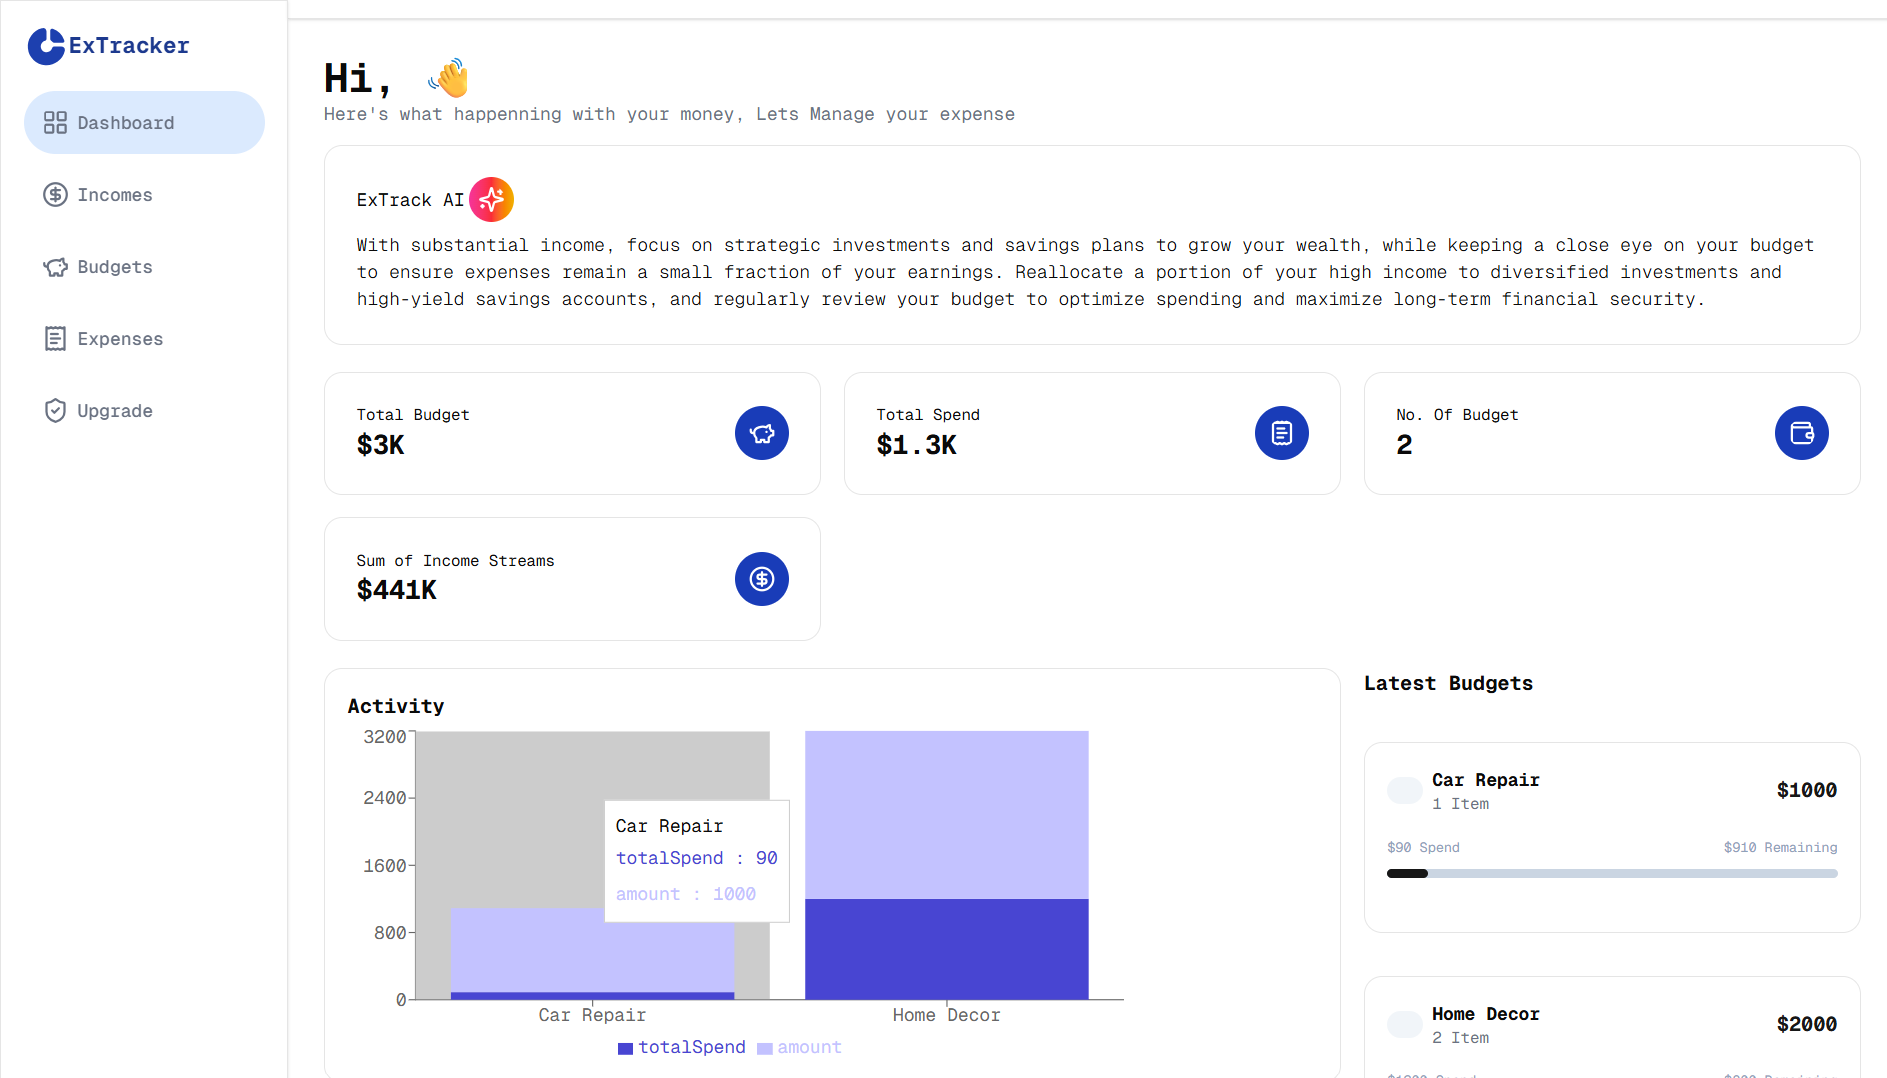 ExTracker
Dashboard
Incomes
Budgets
Expenses
Upgrade
Hi, 👋
Here's what happenning with your money, Lets Manage your expense
ExTrack AI
With substantial income, focus on strategic investments and savings plans to grow your wealth, while keeping a close eye on your budget
to ensure expenses remain a small fraction of your earnings. Reallocate a portion of your high income to diversified investments and
high-yield savings accounts, and regularly review your budget to optimize spending and maximize long-term financial security.
Total Budget
$3K
Total Spend
$1.3K
No. Of Budget
2
Sum of Income Streams
$441K
Activity
3200
2400
1600
800
0
Car Repair
totalSpend : 90
amount : 1000
Car Repair
Home Decor
totalSpend
amount
Latest Budgets
Car Repair
$1000
1 Item
$90 Spend
$910 Remaining
Home Decor
$2000
2 Item